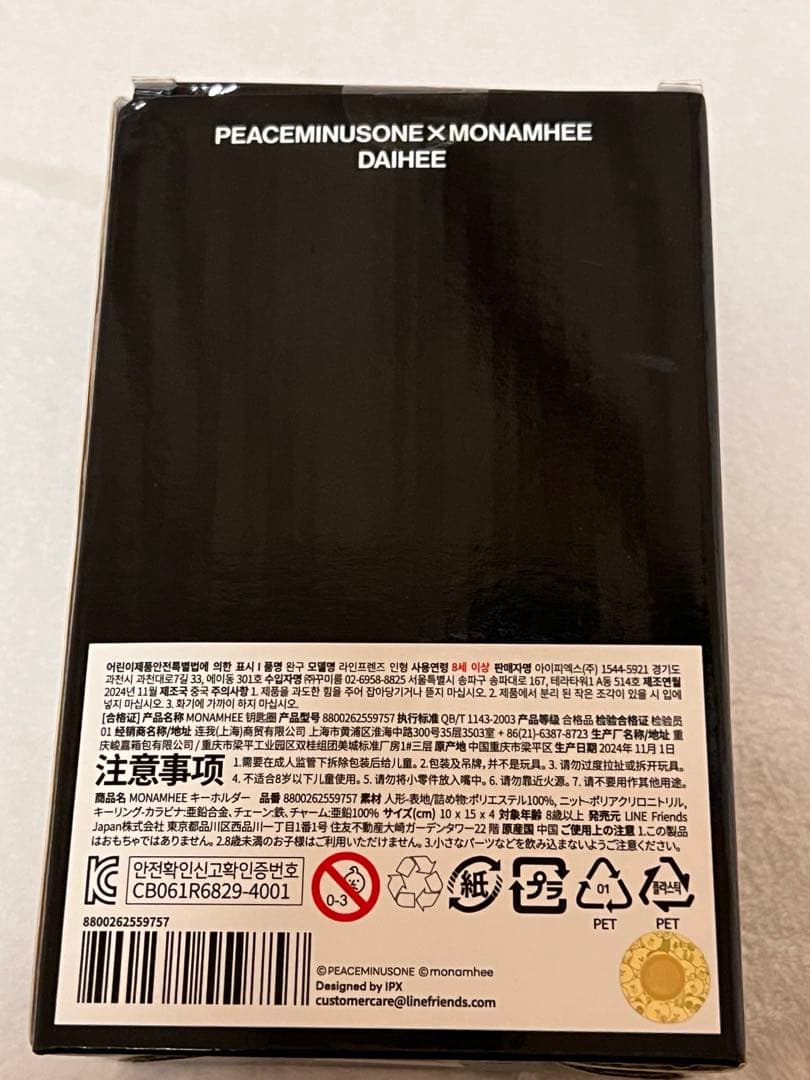 PEACEMINUSONE×MONAMHEE
DAIHEE
어린이제품안전특별법에 의한 표시 I 품명 완구 모델명 라인프렌즈 인형 사용연령 8세 이상 판매자명 아이피엑스(주) 1544-5921 경기도
과천시 과천대로7길 33, 에이동 301호 수입자명 ㈜꾸미룸 02-6958-8825 서울특별시 송파구 송파대로 167, 테라타워1 A동 514호 제조연월
2024년 11월 제조국 중국 주의사항 1. 제품을 과도한 힘을 주어 잡아당기거나 뜯지 마십시오. 2. 제품에서 분리 된 작은 조각이 있을 시 입에
넣지 마십시오. 3. 화기에 가까이 하지 마십시오.
[合格证] 产品名称 MONAMHEE 钥匙圈 产品型号 8800262559757 执行标准 QB/T 1143-2003 产品等级 合格品 检验合格证 检验员
01 经销商名称/地址 连我(上海)商贸有限公司 上海市黄浦区淮海中路300号35层3503室 + 86(21)-6387-8723 生产厂名称/地址 重
庆峻嘉箱包有限公司 / 重庆市梁平工业园区双桂组团美城标准厂房1#三层 原产地 中国重庆市梁平区 生产日期 2024年 11月 1日
注意事项 1.需要在成人监管下拆除包装后给儿童。2.包装及吊牌,并不是玩具。3. 请勿过度拉扯或拆开玩具。
4. 不适合8岁以下儿童使用。5. 请勿将小零件放入嘴中。6. 请勿靠近火源。7. 请不要用作其他用途。
商品名 MONAMHEE キーホルダー 品番 8800262559757 素材 人形-表地/詰め物:ポリエステル100%, ニット-ポリアクリロニトリル,
キーリング-カラビナ:亜鉛合金、チェーン:鉄、チャーム:亜鉛100% サイズ(cm) 10 x 15 x 4 対象年齢 8歳以上 発売元 LINE Friends
Japan株式会社 東京都品川区西品川一丁目1番1号 住友不動産大崎ガーデンタワー22 階 原産国 中国 ご使用上の注意 1.この製品
はおもちゃではありません。2.8歳未満のお子様はご利用いただけません。3.小さなパーツなどを飲み込まないようご注意ください。
안전확인신고확인증번호
CB061R6829-4001
0-3
紙
プラ
01
PET
플라스틱
PET
8800262559757
©PEACEMINUSONE ©monamhee
Designed by IPX
customercare@linefriends.com